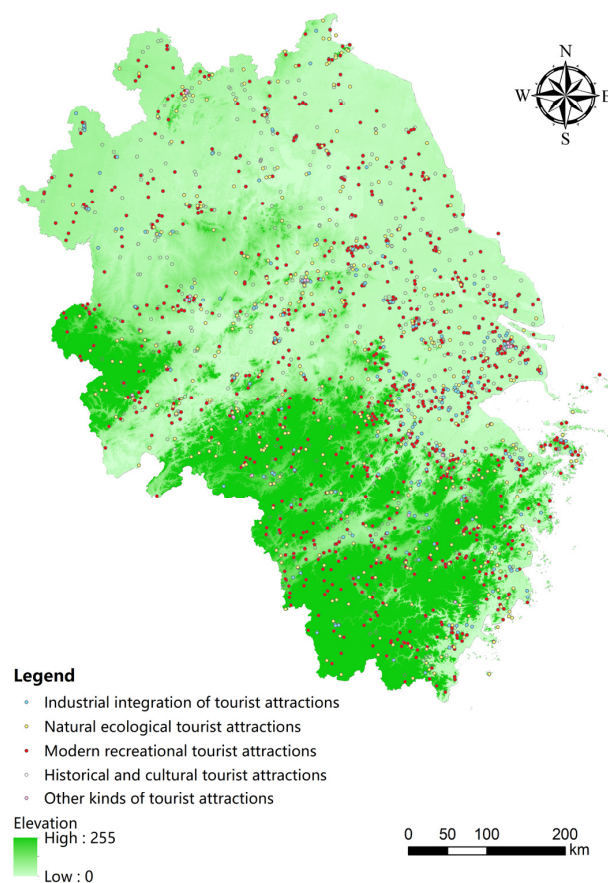 N
W
E
S
Legend
Industrial integration of tourist attractions
Natural ecological tourist attractions
Modern recreational tourist attractions
Historical and cultural tourist attractions
Other kinds of tourist attractions
Elevation
High : 255
Low : 0
0 50 100 200
km